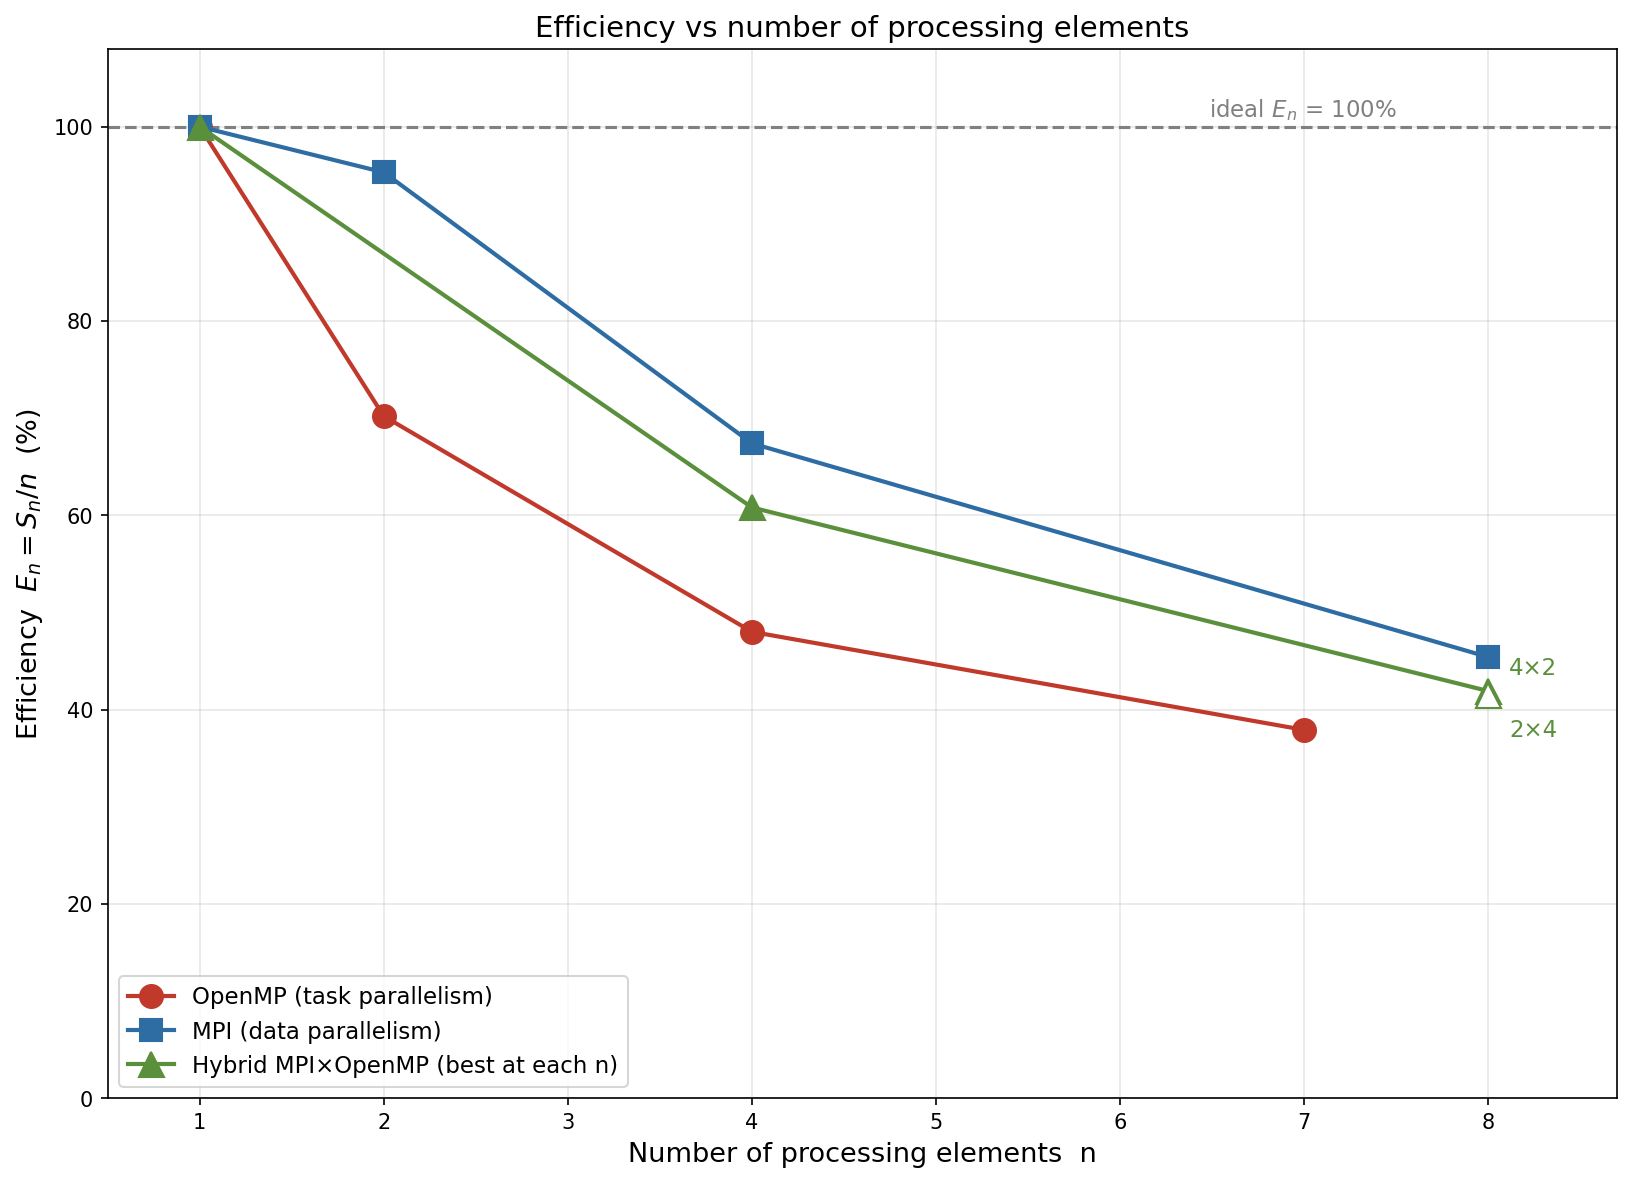 Efficiency vs number of processing elements
ideal Eₙ = 100%
Efficiency Eₙ = Sₙ/n (%)
100
80
60
40
20
0
4×2
2×4
OpenMP (task parallelism)
MPI (data parallelism)
Hybrid MPI×OpenMP (best at each n)
1 2 3 4 5 6 7 8
Number of processing elements n